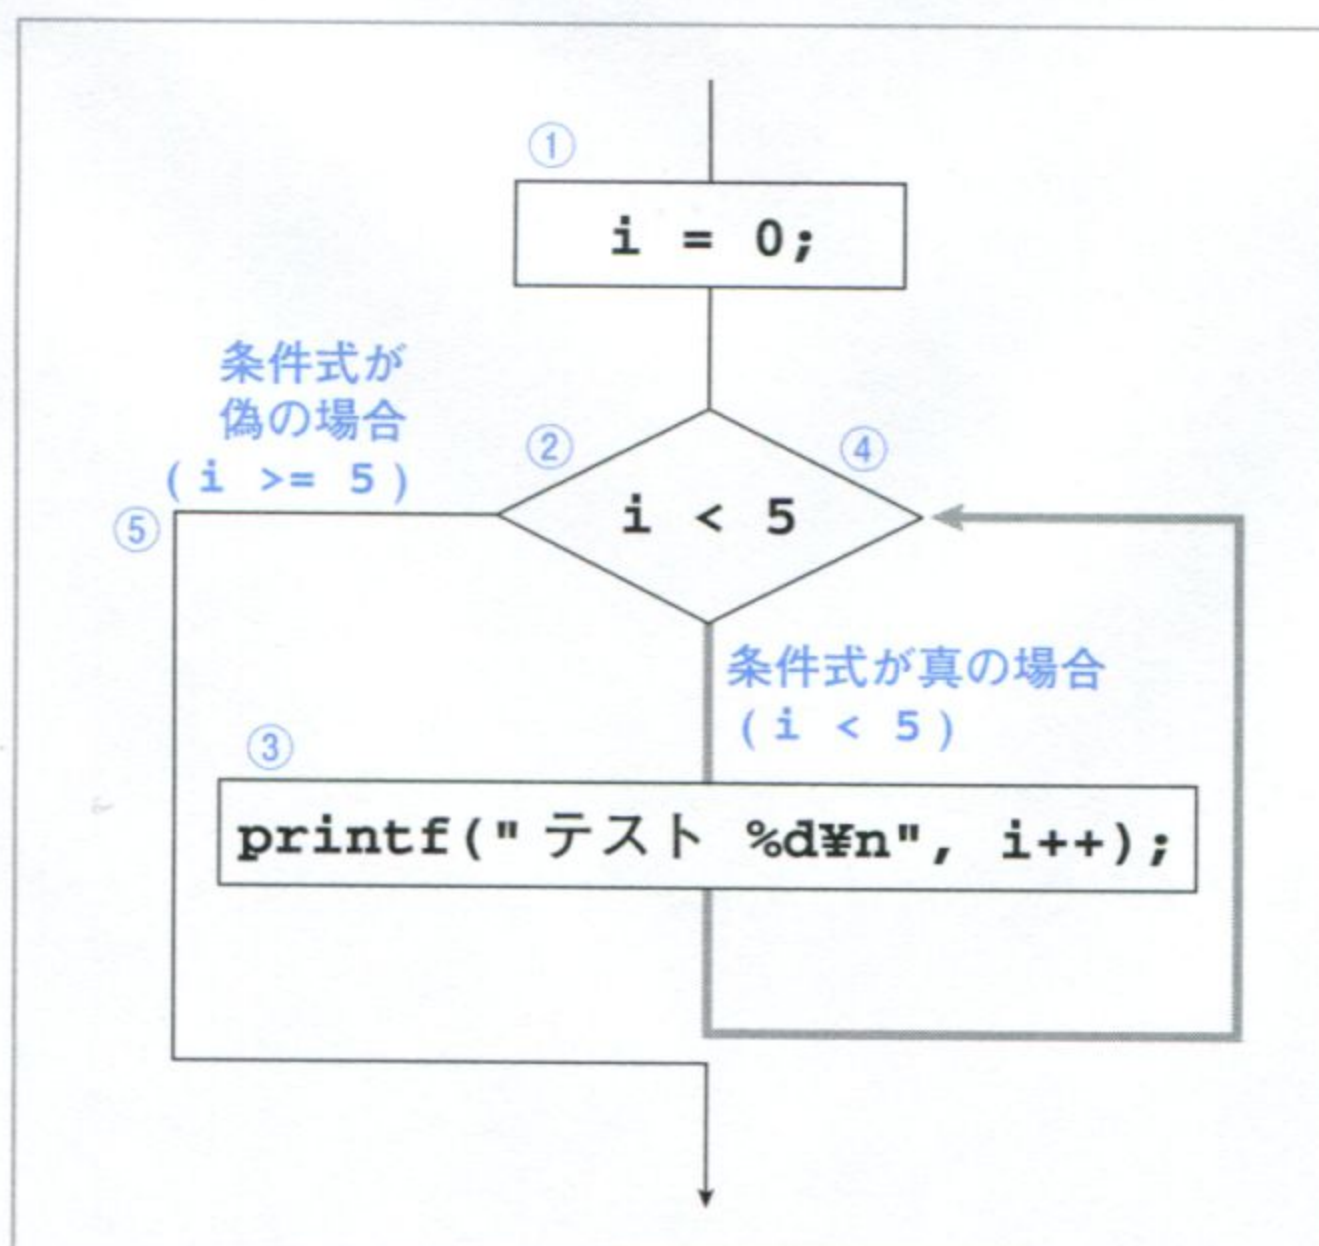 ①
i = 0;
条件式が
偽の場合
( i >= 5 )
②
④
i < 5
⑤
条件式が真の場合
( i < 5 )
③
printf(" テスト %d¥n", i++);